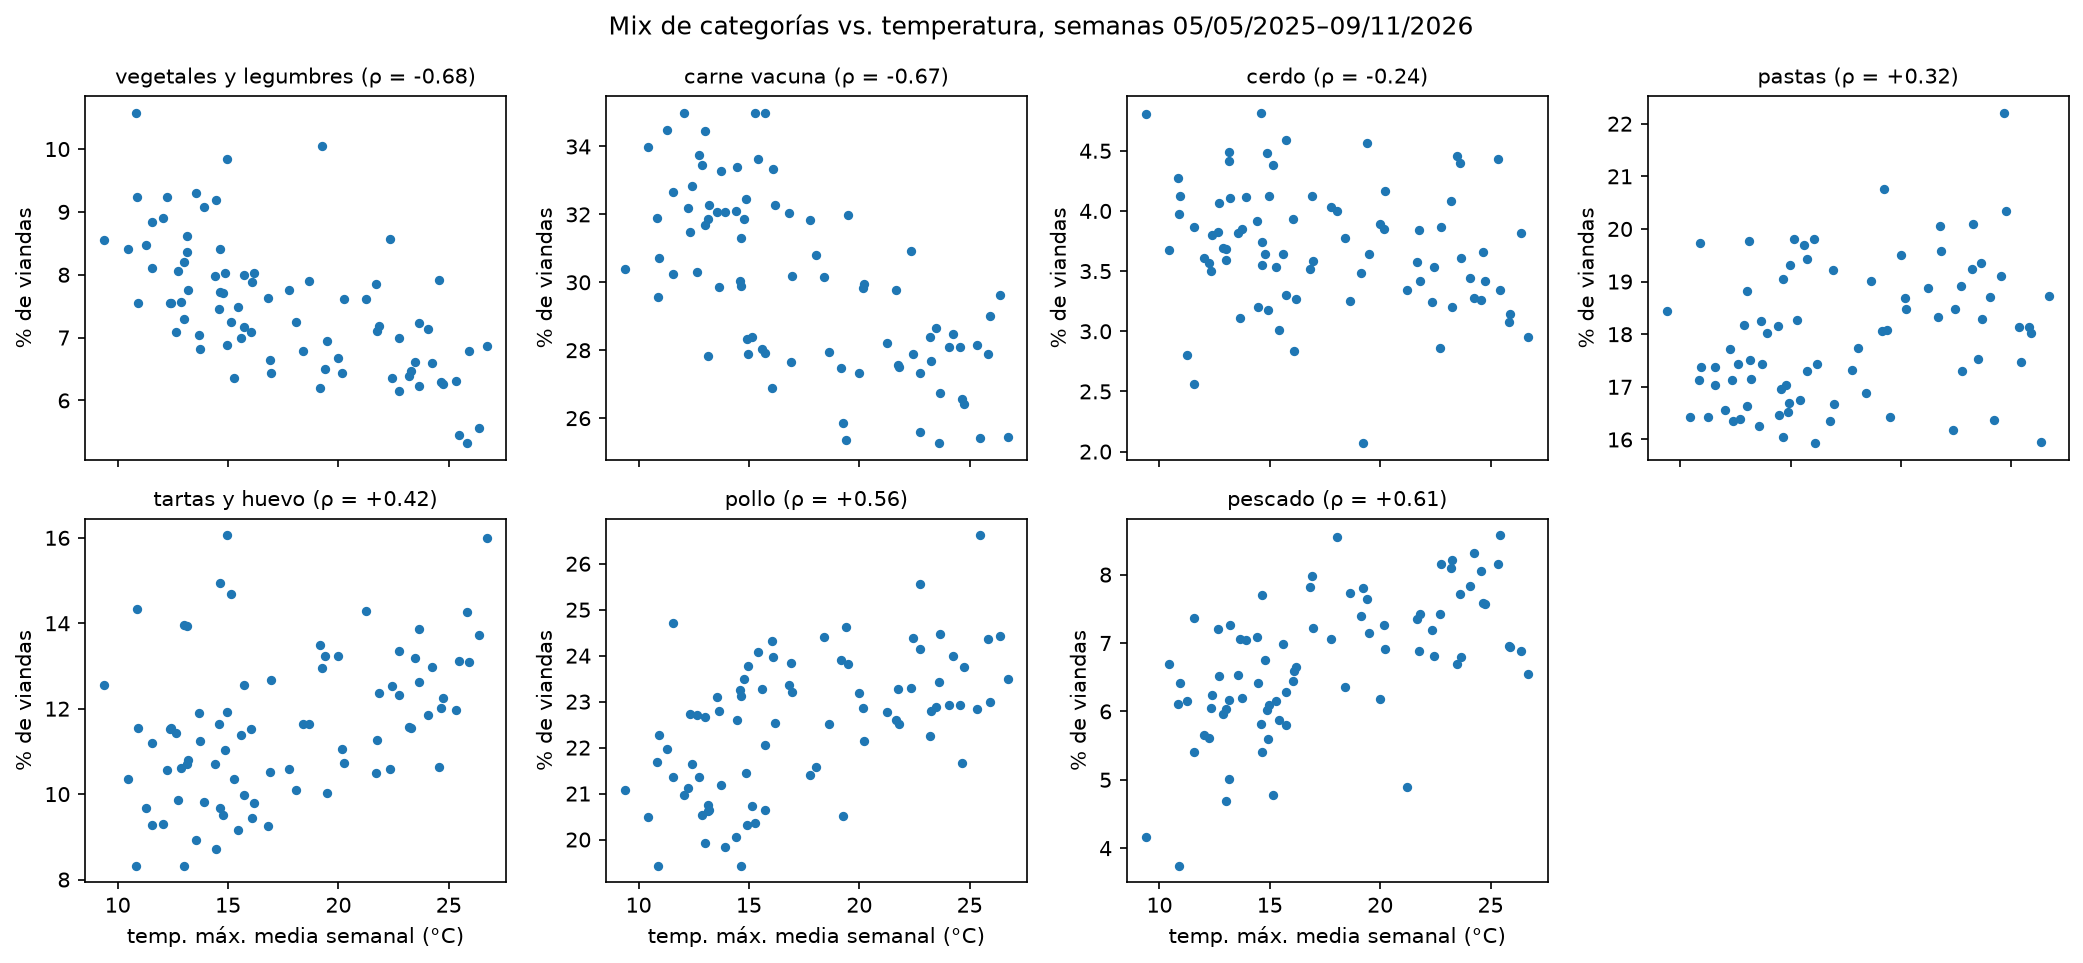 Mix de categorías vs. temperatura, semanas 05/05/2025–09/11/2026
vegetales y legumbres (ρ = -0.68)
% de viandas
10
9
8
7
6
carne vacuna (ρ = -0.67)
% de viandas
34
32
30
28
26
cerdo (ρ = -0.24)
% de viandas
4.5
4.0
3.5
3.0
2.5
2.0
pastas (ρ = +0.32)
% de viandas
22
21
20
19
18
17
16
tartas y huevo (ρ = +0.42)
% de viandas
16
14
12
10
8
10 15 20 25
temp. máx. media semanal (°C)
pollo (ρ = +0.56)
% de viandas
26
25
24
23
22
21
20
10 15 20 25
temp. máx. media semanal (°C)
pescado (ρ = +0.61)
% de viandas
8
7
6
5
4
10 15 20 25
temp. máx. media semanal (°C)